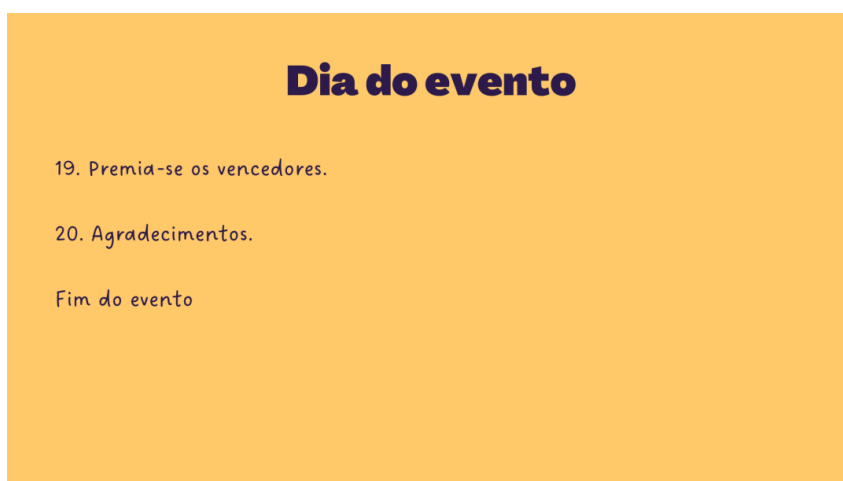 Dia do evento
19. Premia-se os vencedores.
20. Agradecimentos.
Fim do evento